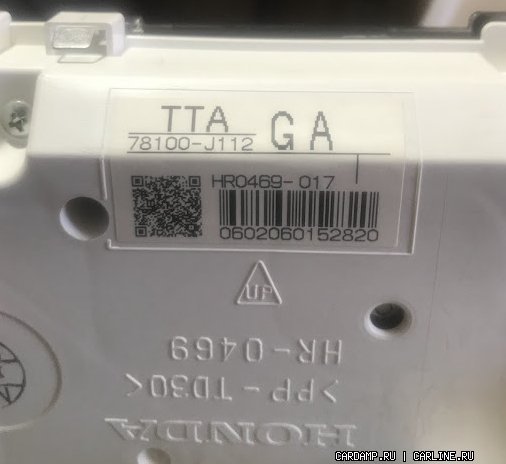 TTA GA
78100-J112
HR0469-017
0602060152820
UP
HR-0469
>PP-TD30<
HONDA
CARDAMP.RU | CARLINE.RU